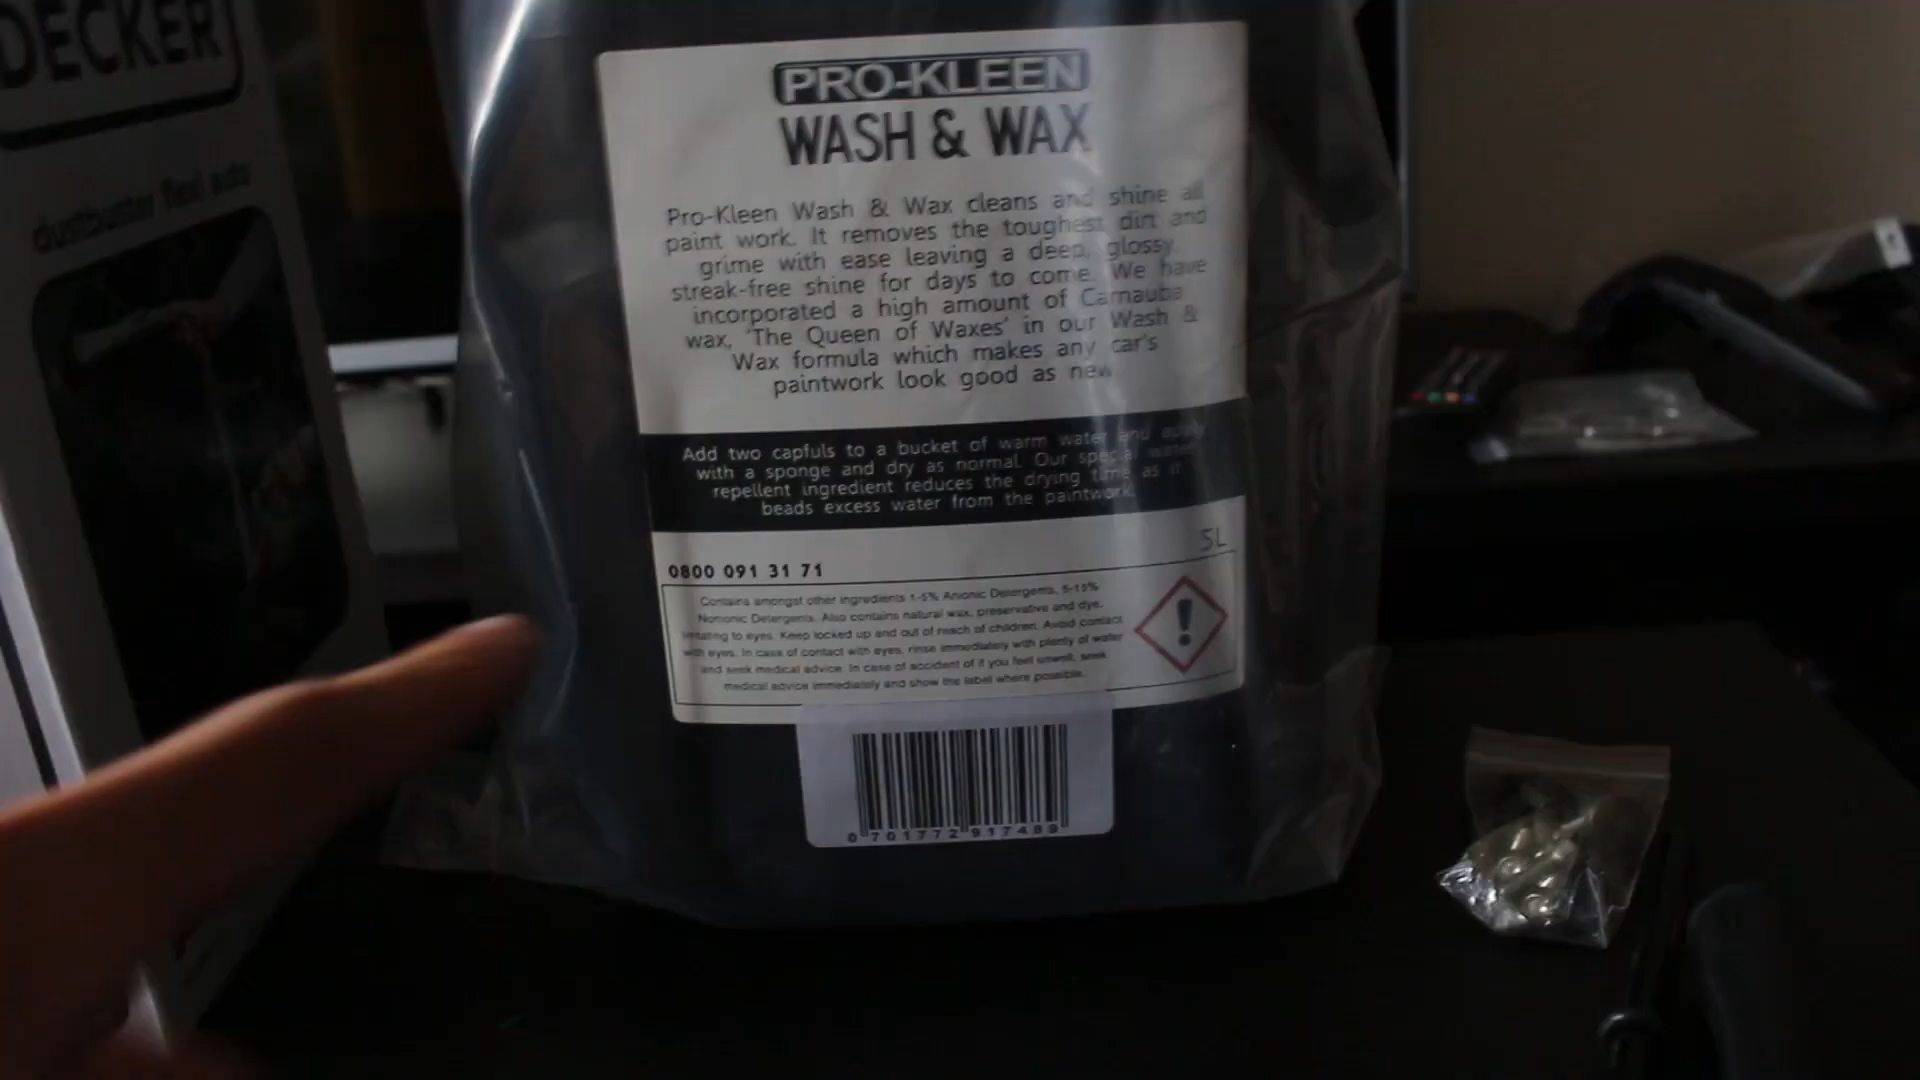 DECKER
dustbuster flexi auto
PRO-KLEEN
WASH & WAX
Pro-Kleen Wash & Wax cleans and shine all
paint work. It removes the toughest dirt and
grime with ease leaving a deep, glossy
streak-free shine for days to come. We have
incorporated a high amount of Carnauba
wax, 'The Queen of Waxes' in our Wash &
Wax formula which makes any car's
paintwork look good as new
Add two capfuls to a bucket of warm water and apply
with a sponge and dry as normal. Our special water
repellent ingredient reduces the drying time as it
beads excess water from the paintwork.
5L
0800 091 31 71
Contains amongst other ingredients 1-5% Anionic Detergents, 5-15%
Nonionic Detergents. Also contains natural wax, preservative and dye.
Irritating to eyes. Keep locked up and out of reach of children. Avoid contact
with eyes. In case of contact with eyes, rinse immediately with plenty of water
and seek medical advice. In case of accident of if you feel unwell, seek
medical advice immediately and show the label where possible.
0 701772 917489